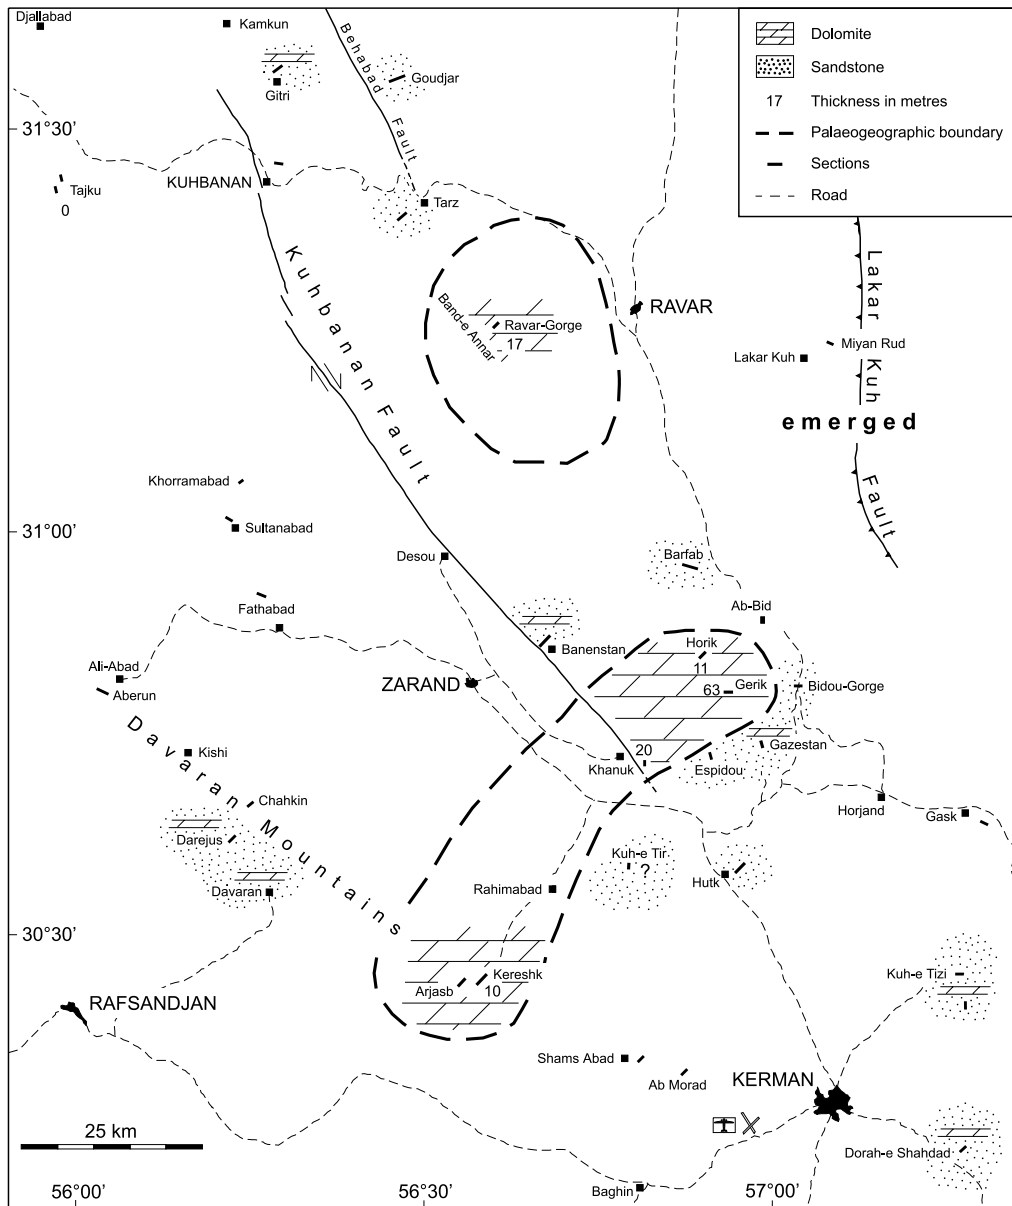 Djallabad
Kamkun
Gitri
Behabad
Fault
Goudjar
Dolomite
Sandstone
17 Thickness in metres
Palaeogeographic boundary
Sections
Road
31°30'
KUHBANAN
Tajku
0
Tarz
Kuhbanan Fault
Band-e Annar
Ravar-Gorge
17
RAVAR
Lakar Kuh
Miyan Rud
Lakar Kuh Fault
emerged
Khorramabad
Sultanabad
31°00'
Desou
Barfab
Fathabad
Ab-Bid
Ali-Abad
Aberun
Banenstan
Horik
11
ZARAND
63
Gerik
Bidou-Gorge
Davaran Mountains
Kishi
20
Khanuk
Espidou
Gazestan
Chahkin
Horjand
Gask
Darejus
Kuh-e Tir
?
Hutk
Davaran
Rahimabad
30°30'
Kereshk
Arjasb
10
Kuh-e Tizi
RAFSANDJAN
Shams Abad
Ab Morad
KERMAN
25 km
Dorah-e Shahdad
Baghin
56°00'
56°30'
57°00'